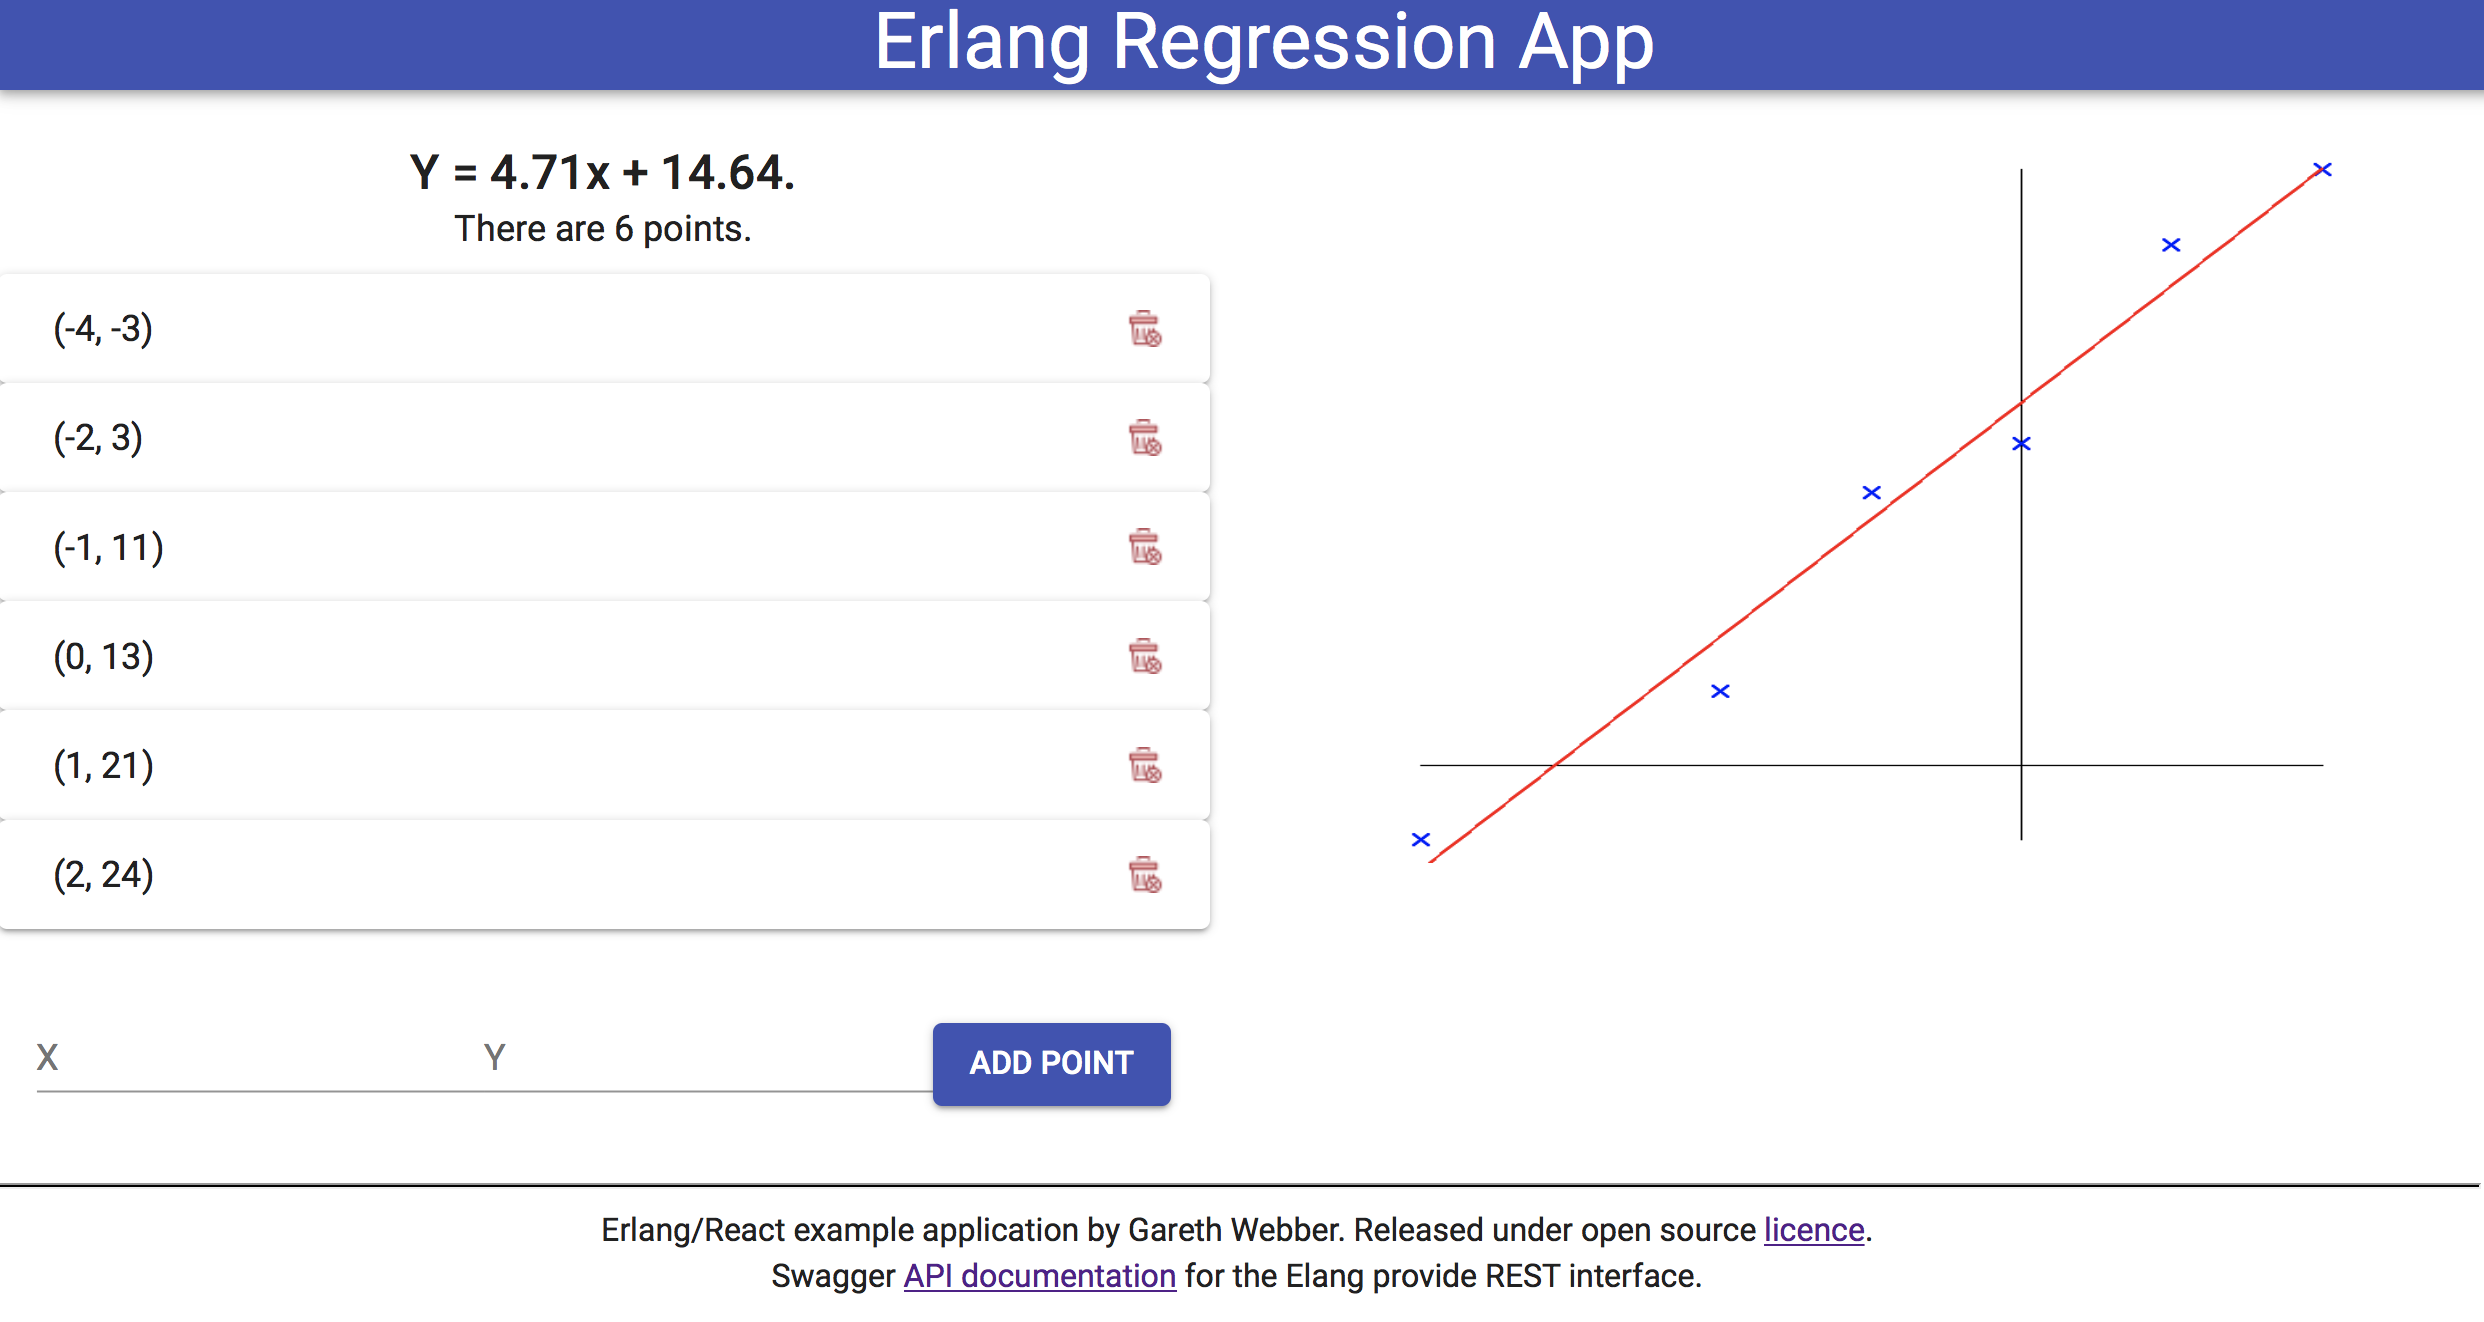 Erlang Regression App
Y = 4.71x + 14.64.
There are 6 points.
(-4, -3)
(-2, 3)
(-1, 11)
(0, 13)
(1, 21)
(2, 24)
X
Y
ADD POINT
Erlang/React example application by Gareth Webber. Released under open source licence.
Swagger API documentation for the Elang provide REST interface.